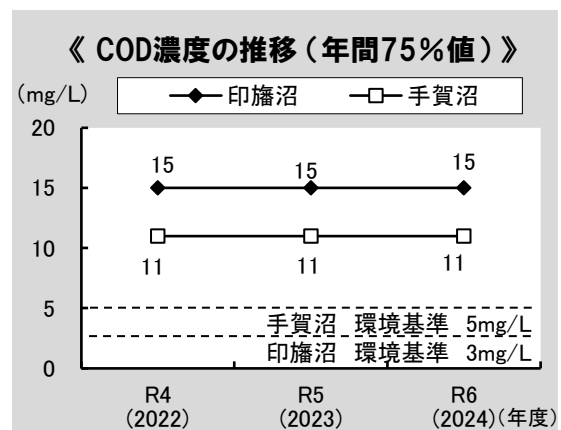 《 COD濃度の推移（年間75%値）》
(mg/L)
印旛沼 手賀沼
20
15 15 15
15
10
11 11 11
5
手賀沼 環境基準 5mg/L
印旛沼 環境基準 3mg/L
0
R4 R5 R6
(2022) (2023) (2024)(年度)